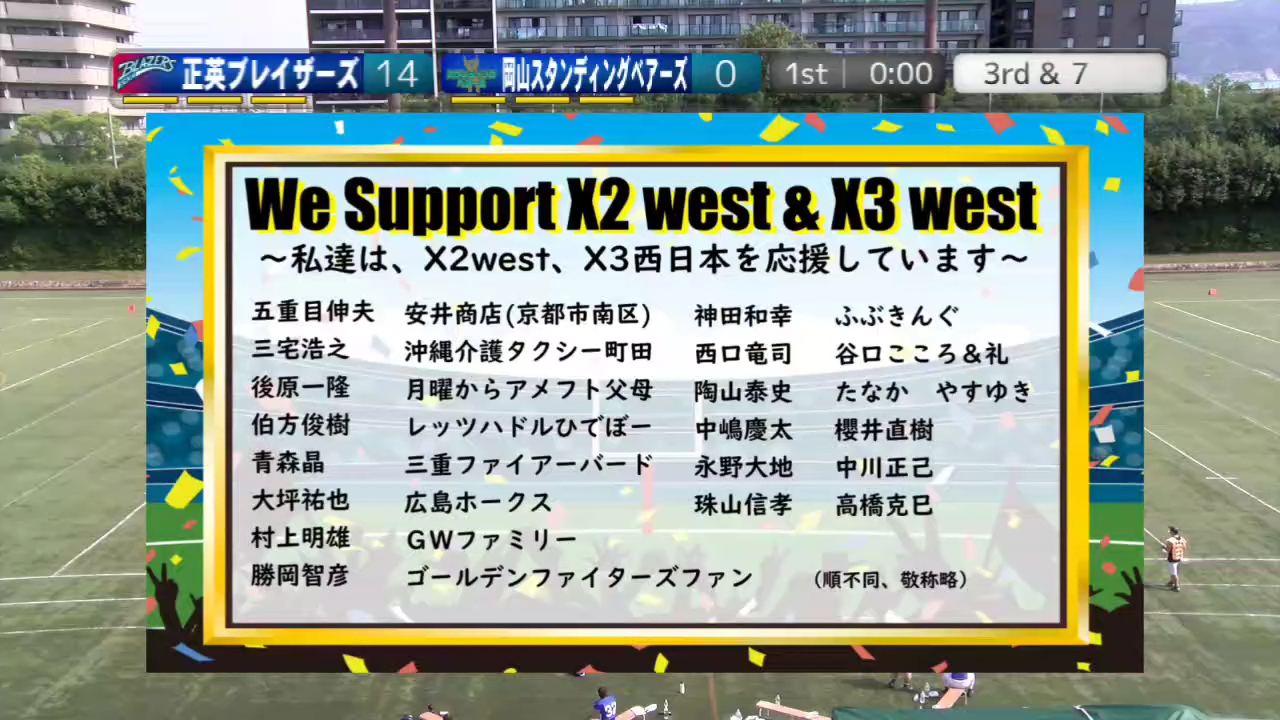 BLAZERS 正英ブレイザーズ 14 岡山スタンディングベアーズ 0 1st 0:00 3rd & 7
We Support X2 west & X3 west
～私達は、X2west、X3西日本を応援しています～
五重目伸夫 安井商店(京都市南区) 神田和幸 ふぶきんぐ
三宅浩之 沖縄介護タクシー町田 西口竜司 谷口こころ＆礼
後原一隆 月曜からアメフト父母 陶山泰史 たなか やすゆき
伯方俊樹 レッツハドルひでぼー 中嶋慶太 櫻井直樹
青森晶 三重ファイアーバード 永野大地 中川正己
大坪祐也 広島ホークス 珠山信孝 高橋克巳
村上明雄 GWファミリー
勝岡智彦 ゴールデンファイターズファン (順不同、敬称略)